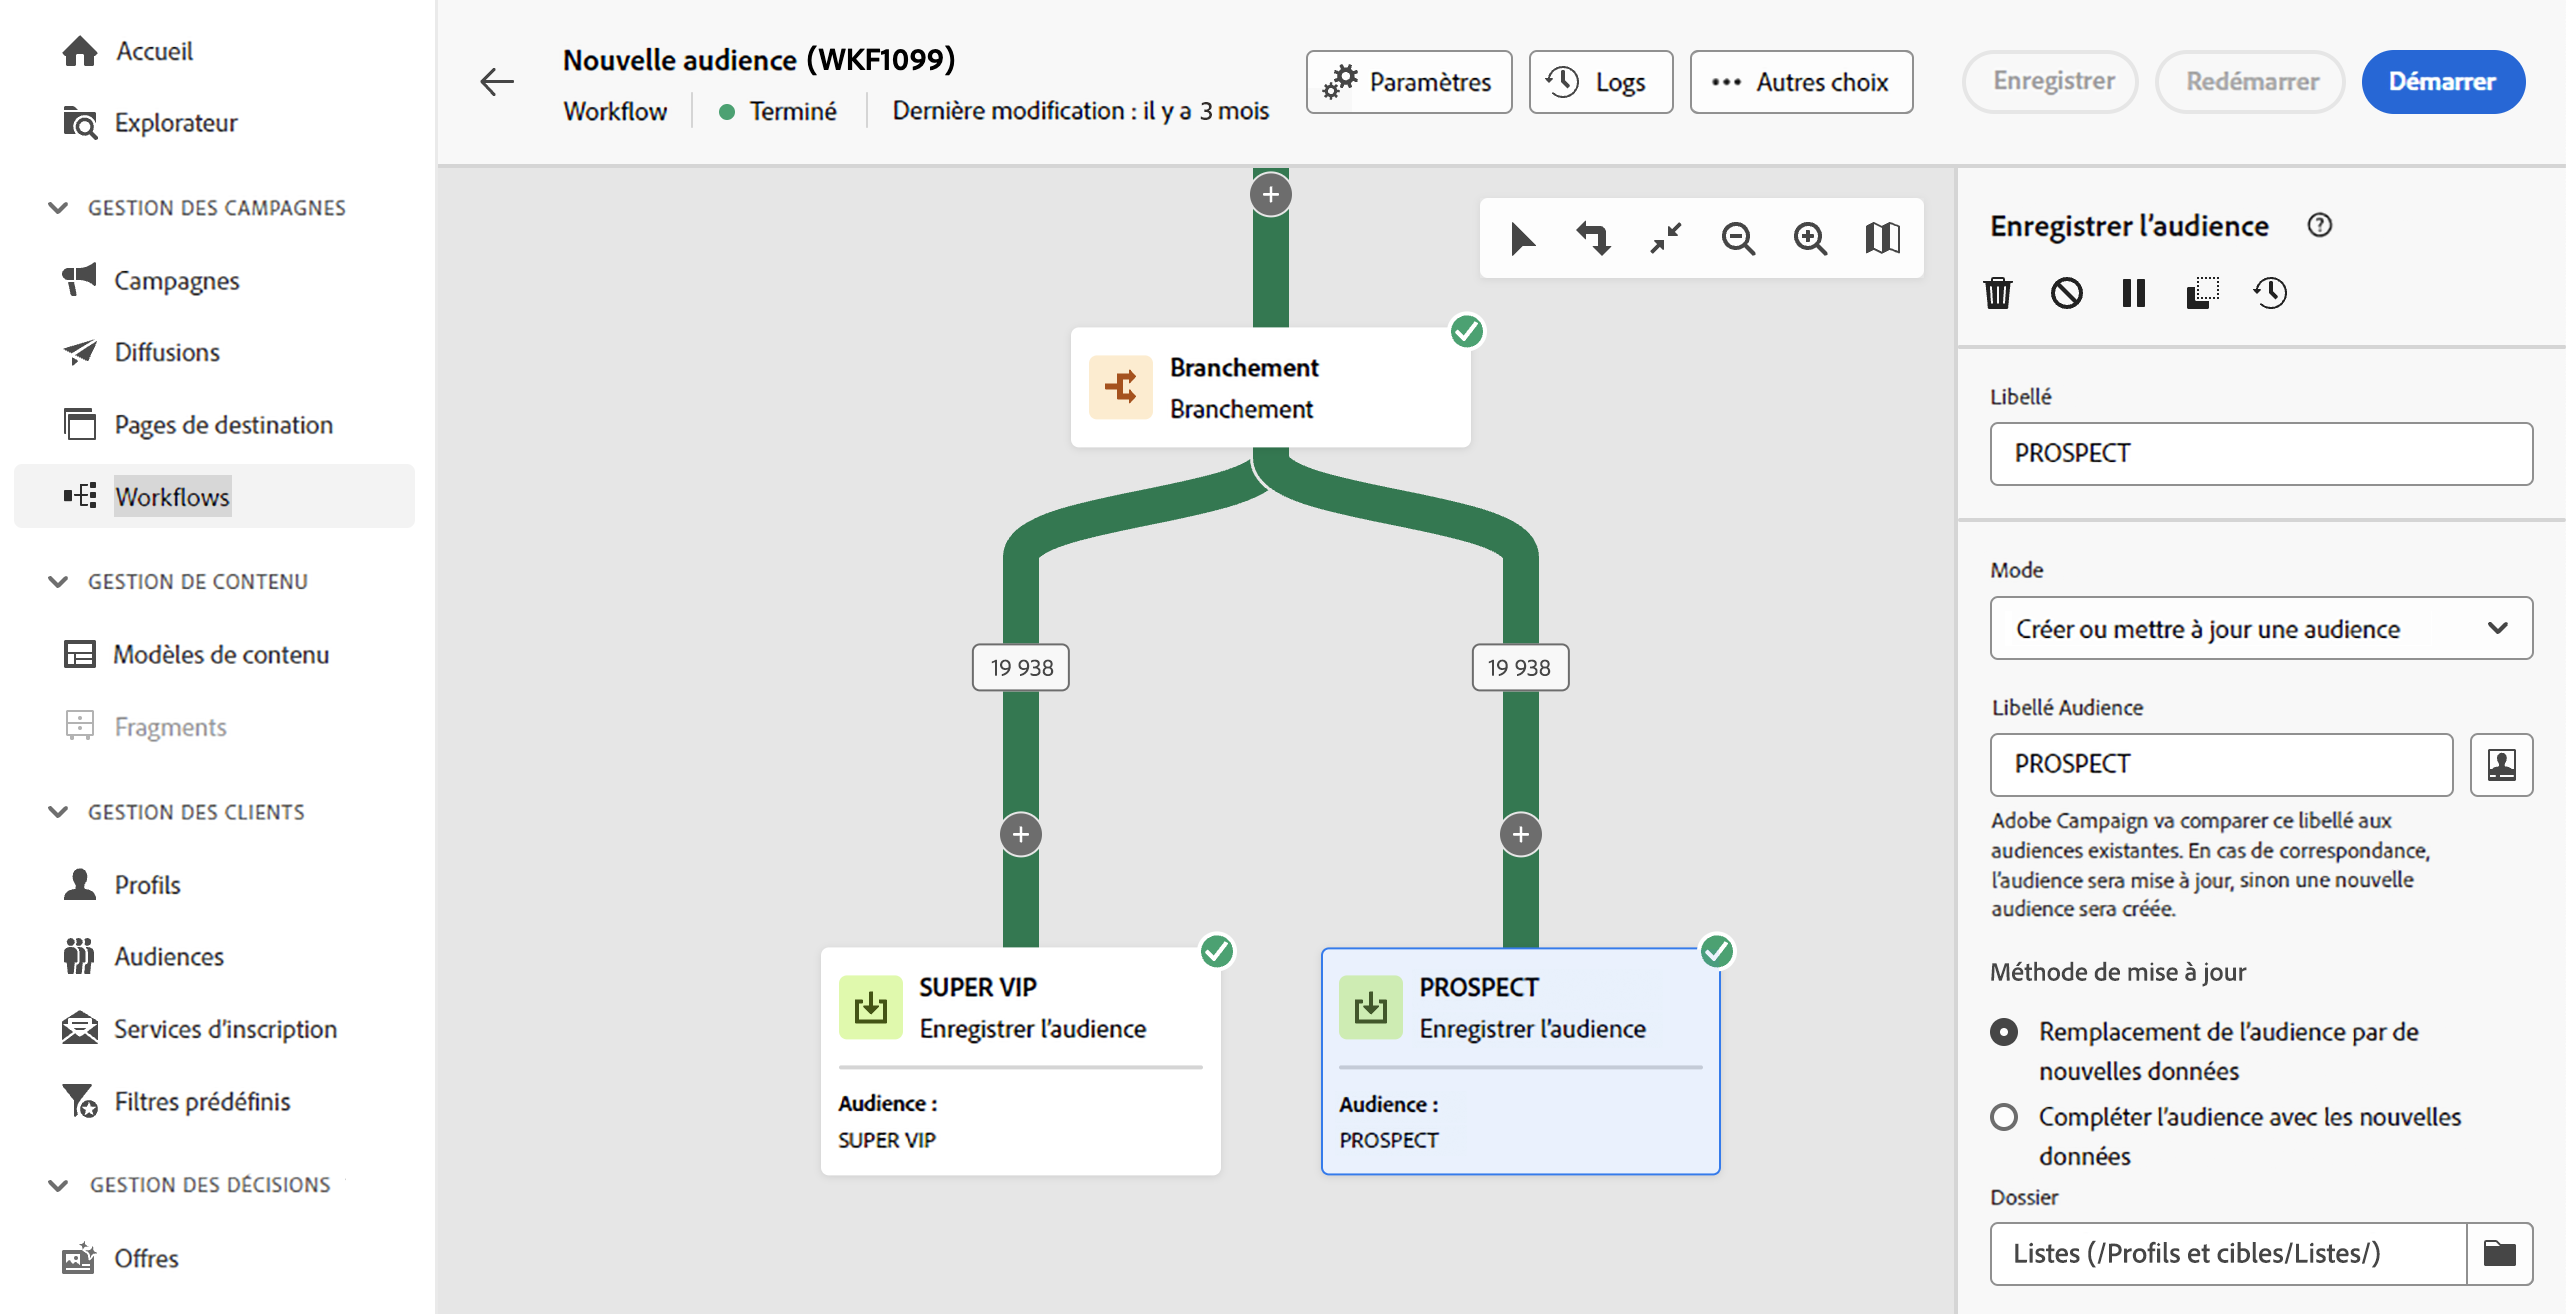 Accueil
Explorateur
GESTION DES CAMPAGNES
Campagnes
Diffusions
Pages de destination
Workflows
GESTION DE CONTENU
Modèles de contenu
Fragments
GESTION DES CLIENTS
Profils
Audiences
Services d'inscription
Filtres prédéfinis
GESTION DES DÉCISIONS
Offres
Nouvelle audience (WKF1099)
Workflow
Terminé
Dernière modification : il y a 3 mois
Paramètres
Logs
Autres choix
Enregistrer
Redémarrer
Démarrer
Branchement
Branchement
19 938
19 938
SUPER VIP
Enregistrer l'audience
Audience :
SUPER VIP
PROSPECT
Enregistrer l'audience
Audience :
PROSPECT
Enregistrer l'audience
Libellé
PROSPECT
Mode
Créer ou mettre à jour une audience
Libellé Audience
PROSPECT
Adobe Campaign va comparer ce libellé aux
audiences existantes. En cas de correspondance,
l'audience sera mise à jour, sinon une nouvelle
audience sera créée.
Méthode de mise à jour
Remplacement de l'audience par de
nouvelles données
Compléter l'audience avec les nouvelles
données
Dossier
Listes (/Profils et cibles/Listes/)